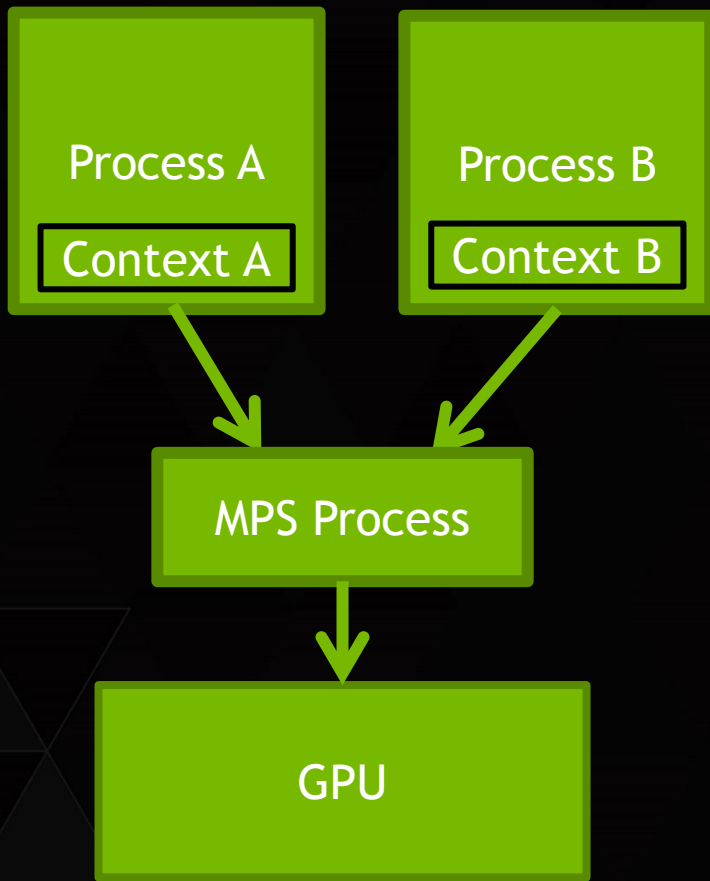 Process A
Context A
Process B
Context B
MPS Process
GPU